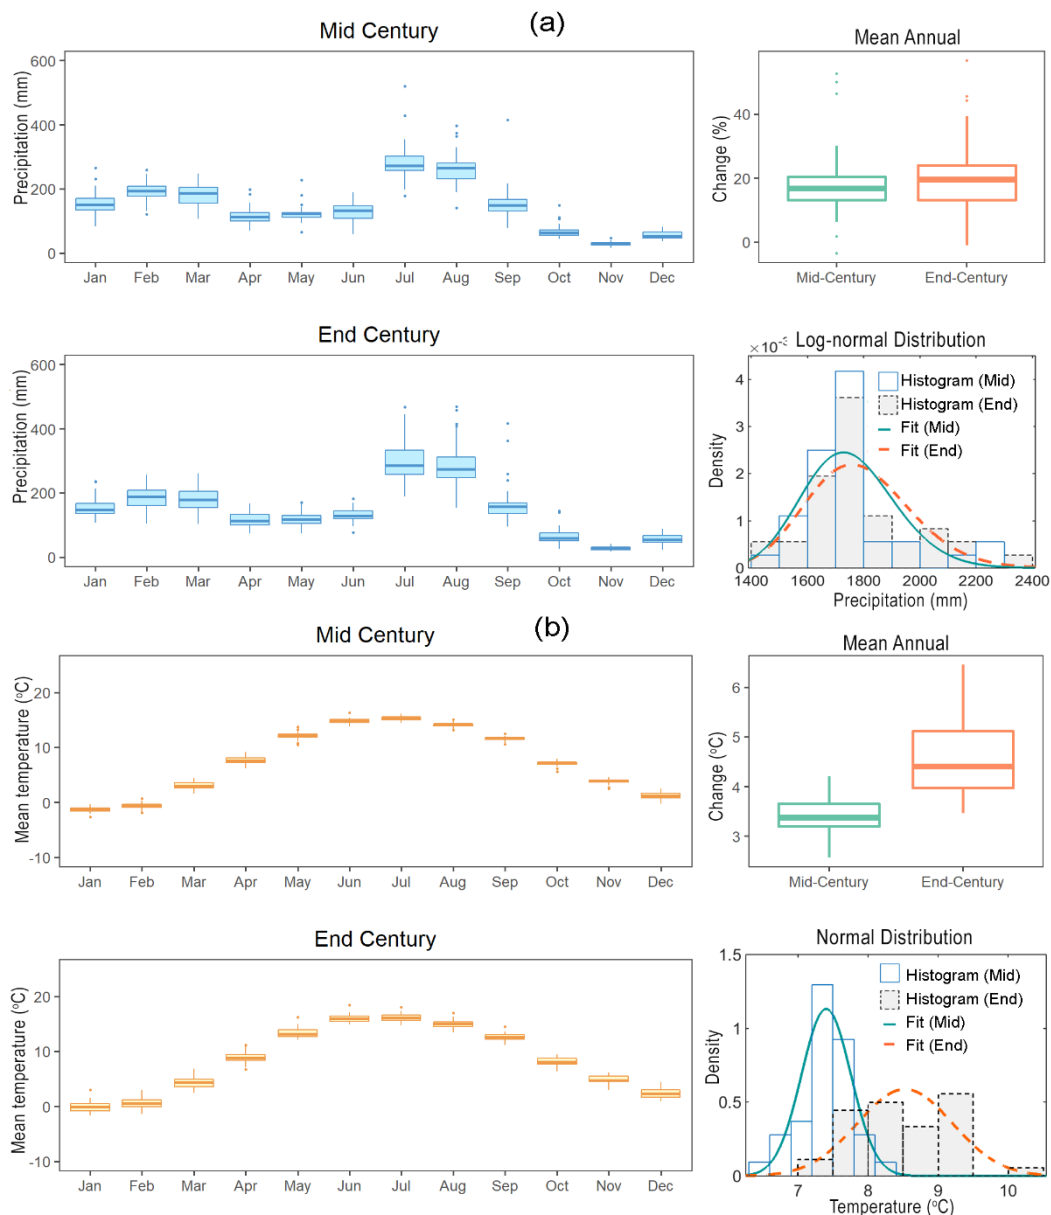 (a)
Mid Century
Precipitation (mm)
600
400
200
0
Jan Feb Mar Apr May Jun Jul Aug Sep Oct Nov Dec
Mean Annual
Change (%)
40
20
0
Mid-Century End-Century
End Century
Precipitation (mm)
600
400
200
0
Jan Feb Mar Apr May Jun Jul Aug Sep Oct Nov Dec
Log-normal Distribution
×10⁻³
Density
4
3
2
1
0
Histogram (Mid)
Histogram (End)
Fit (Mid)
Fit (End)
1400 1600 1800 2000 2200 2400
Precipitation (mm)
(b)
Mid Century
Mean temperature (°C)
20
10
0
-10
Jan Feb Mar Apr May Jun Jul Aug Sep Oct Nov Dec
Mean Annual
Change (°C)
6
5
4
3
Mid-Century End-Century
End Century
Mean temperature (°C)
20
10
0
-10
Jan Feb Mar Apr May Jun Jul Aug Sep Oct Nov Dec
Normal Distribution
Density
1.5
1
0.5
0
Histogram (Mid)
Histogram (End)
Fit (Mid)
Fit (End)
7 8 9 10
Temperature (°C)